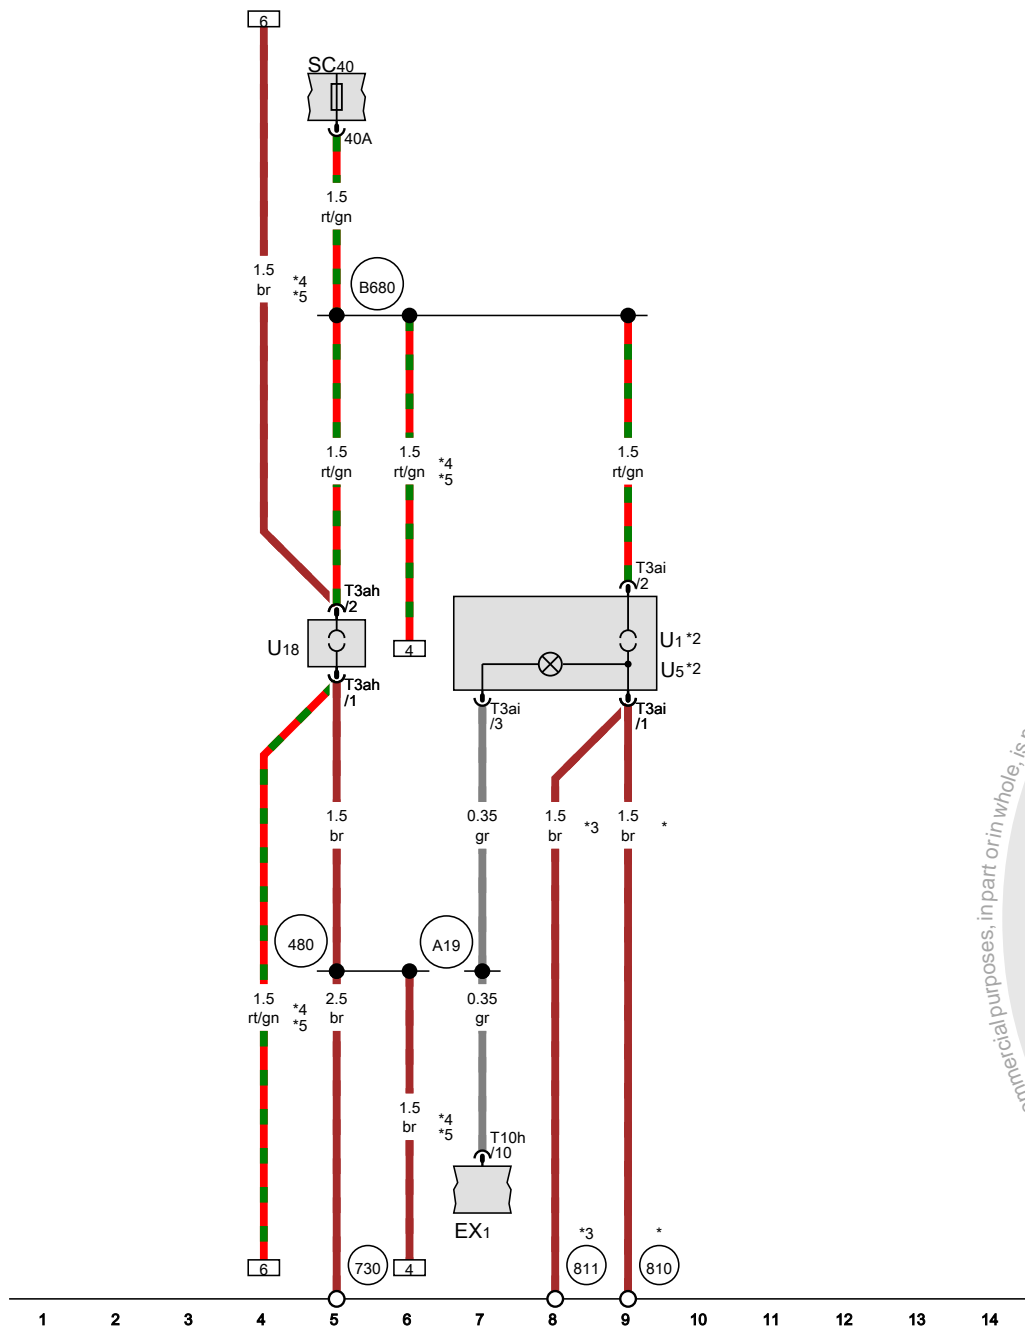 6
SC40
40A
1.5
rt/gn
1.5
br
*4
*5
B680
1.5
rt/gn
1.5
rt/gn
*4
*5
1.5
rt/gn
T3ah
/2
T3ai
/2
U18
4
U1 *2
U5 *2
T3ah
/1
T3ai
/3
T3ai
/1
1.5
br
0.35
gr
1.5
br
*3
1.5
br
*
480
A19
1.5
rt/gn
*4
*5
2.5
br
0.35
gr
1.5
br
*4
*5
T10h
/10
EX1
*3
*
6
730
4
811
810
1 2 3 4 5 6 7 8 9 10 11 12 13 14
mmercial purposes, in part or in whole, is